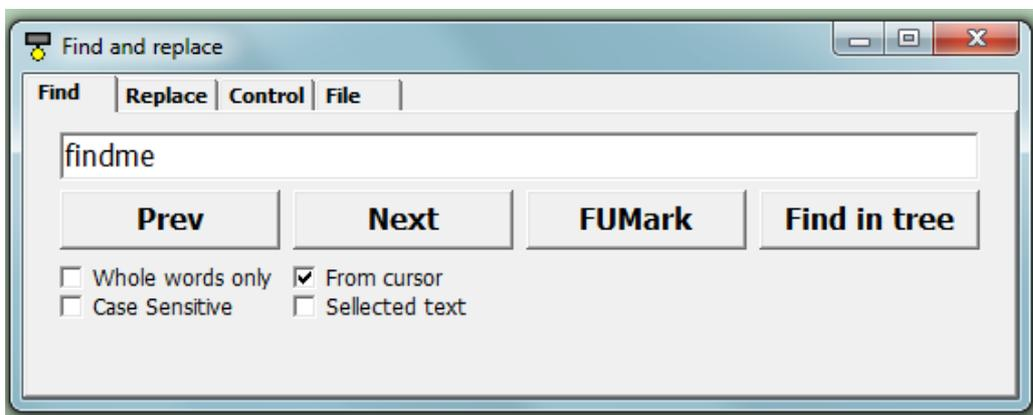 Find and replace
Find Replace Control File
findme
Prev Next FUMark Find in tree
Whole words only From cursor
Case Sensitive Sellected text